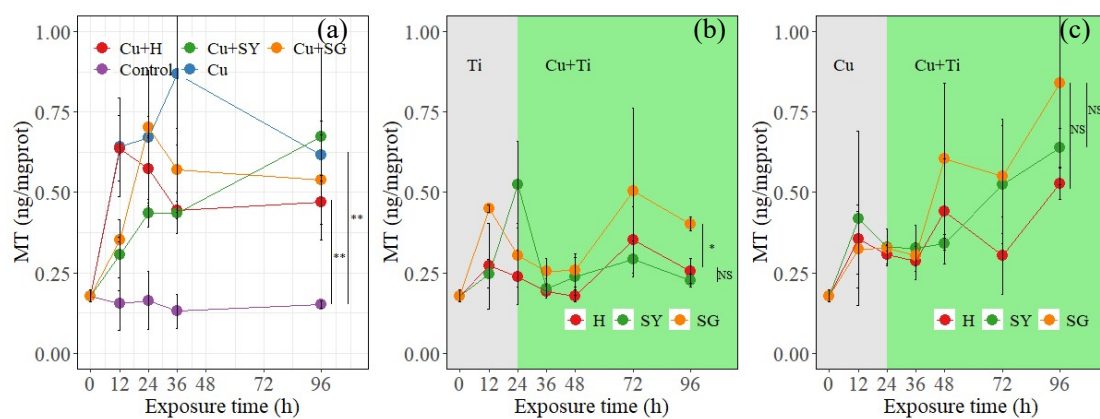 (a)
Cu+H Cu+SY Cu+SG
Control Cu
MT (ng/mgprot)
1.00
0.75
0.50
0.25
0.00
**
**
0 12 24 36 48 72 96
Exposure time (h)
(b)
Ti Cu+Ti
MT (ng/mgprot)
1.00
0.75
0.50
0.25
0.00
*
NS
H SY SG
0 12 24 36 48 72 96
Exposure time (h)
(c)
Cu Cu+Ti
MT (ng/mgprot)
1.00
0.75
0.50
0.25
0.00
NS
NS
H SY SG
0 12 24 36 48 72 96
Exposure time (h)